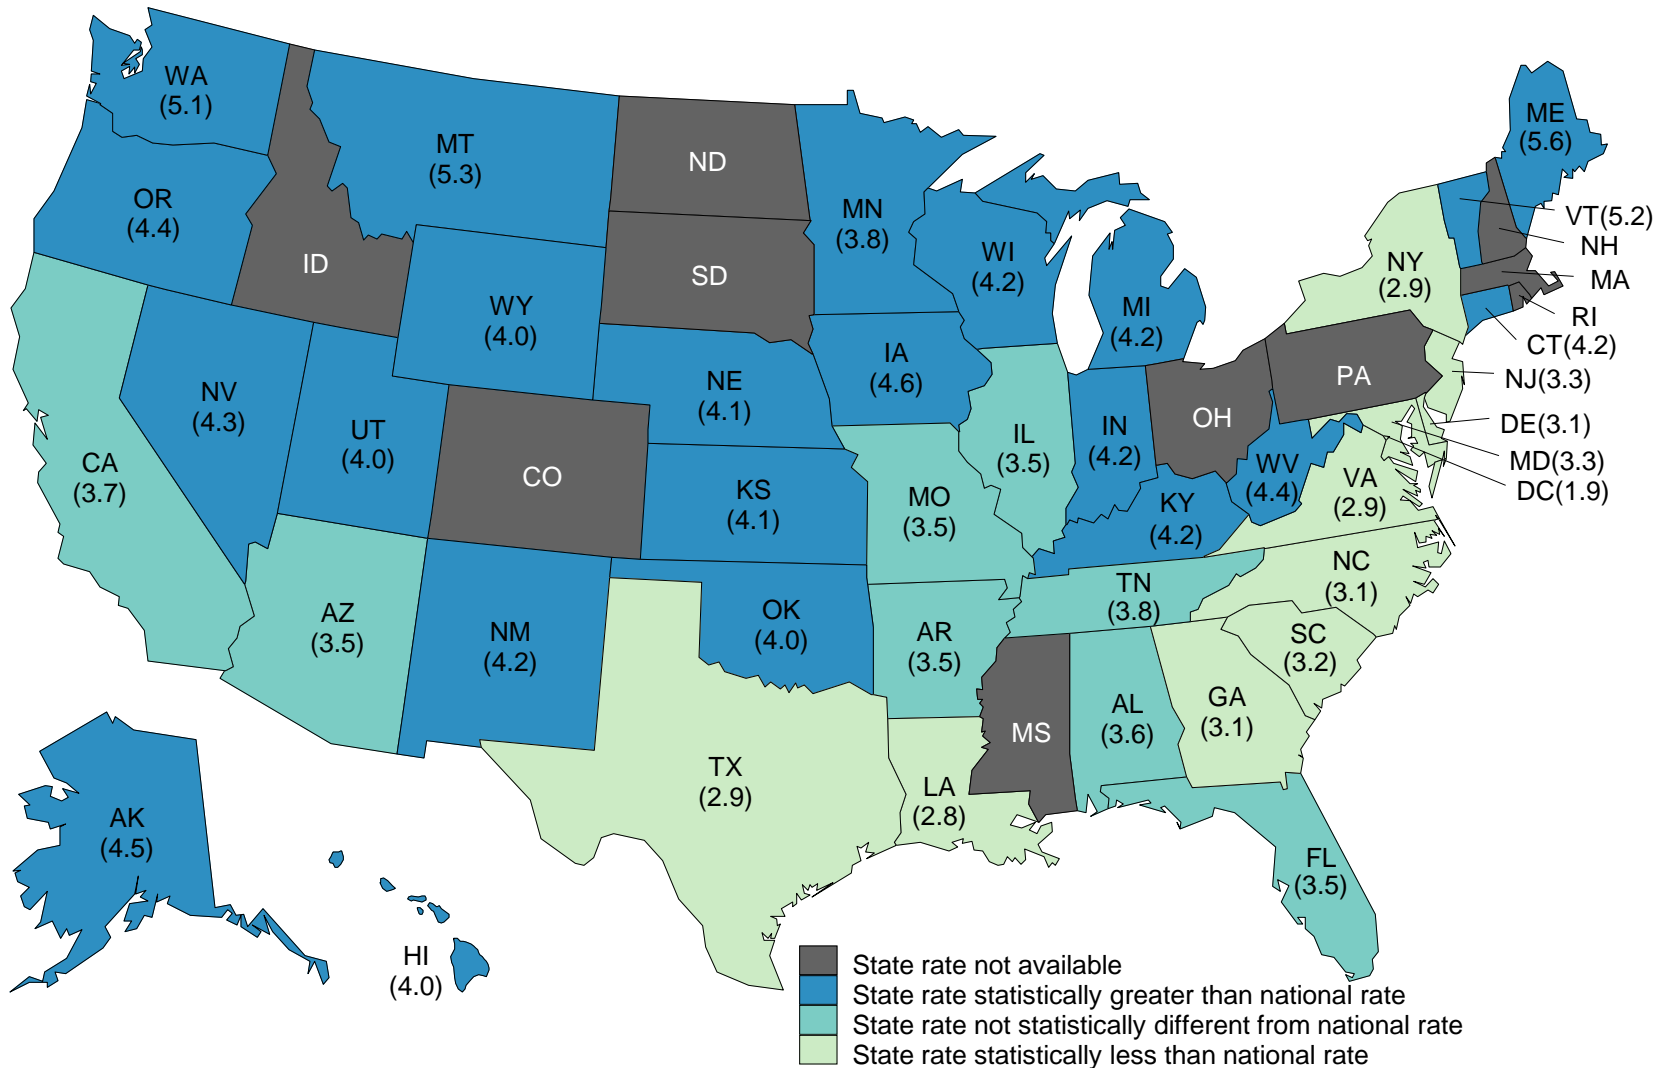 WA
(5.1)
MT
(5.3)
ND
ME
(5.6)
OR
(4.4)
MN
(3.8)
VT(5.2)
NH
ID
SD
WI
(4.2)
NY
(2.9)
MA
WY
(4.0)
MI
(4.2)
RI
CT(4.2)
IA
(4.6)
NJ(3.3)
PA
NV
(4.3)
NE
(4.1)
OH
DE(3.1)
UT
(4.0)
IL
(3.5)
IN
(4.2)
MD(3.3)
CA
(3.7)
CO
KS
(4.1)
MO
(3.5)
WV
(4.4)
VA
(2.9)
DC(1.9)
KY
(4.2)
NC
(3.1)
AZ
(3.5)
NM
(4.2)
OK
(4.0)
AR
(3.5)
TN
(3.8)
SC
(3.2)
MS
AL
(3.6)
GA
(3.1)
TX
(2.9)
LA
(2.8)
AK
(4.5)
FL
(3.5)
HI
(4.0)
State rate not available
State rate statistically greater than national rate
State rate not statistically different from national rate
State rate statistically less than national rate